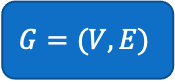 G = (V, E)